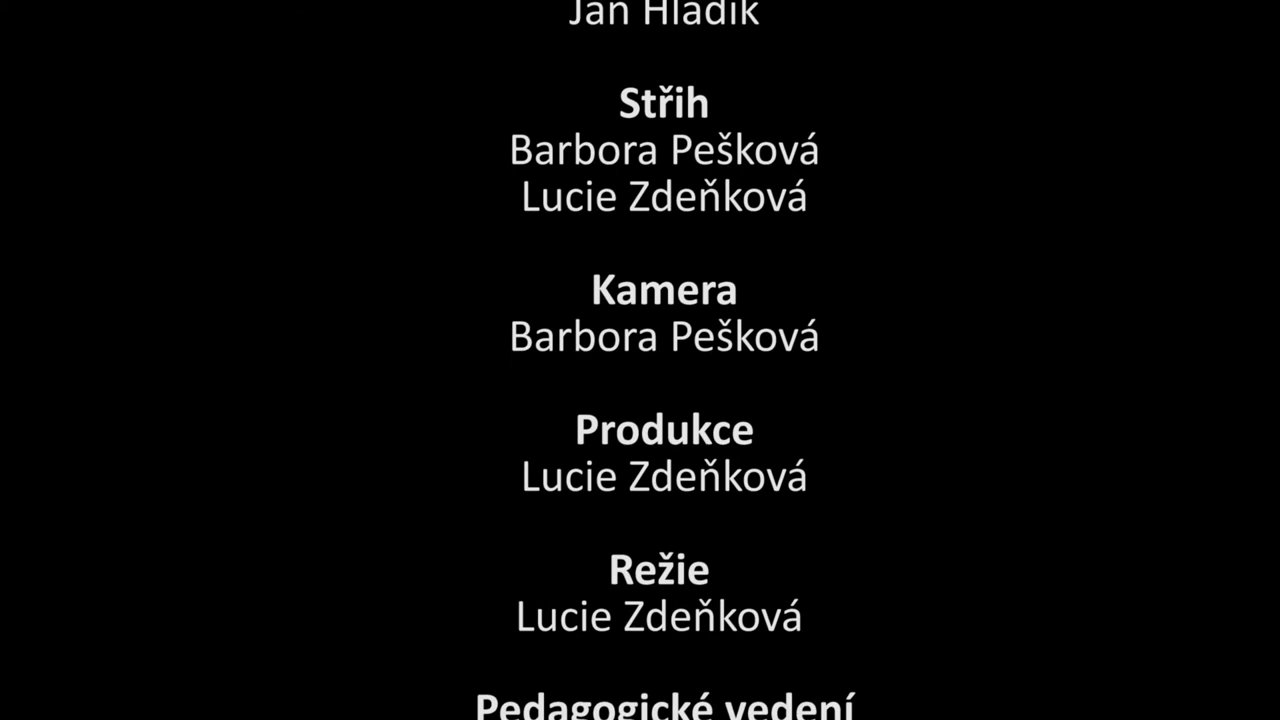 Jan Hladík
Střih
Barbora Pešková
Lucie Zdeňková
Kamera
Barbora Pešková
Produkce
Lucie Zdeňková
Režie
Lucie Zdeňková
Pedagogické vedení